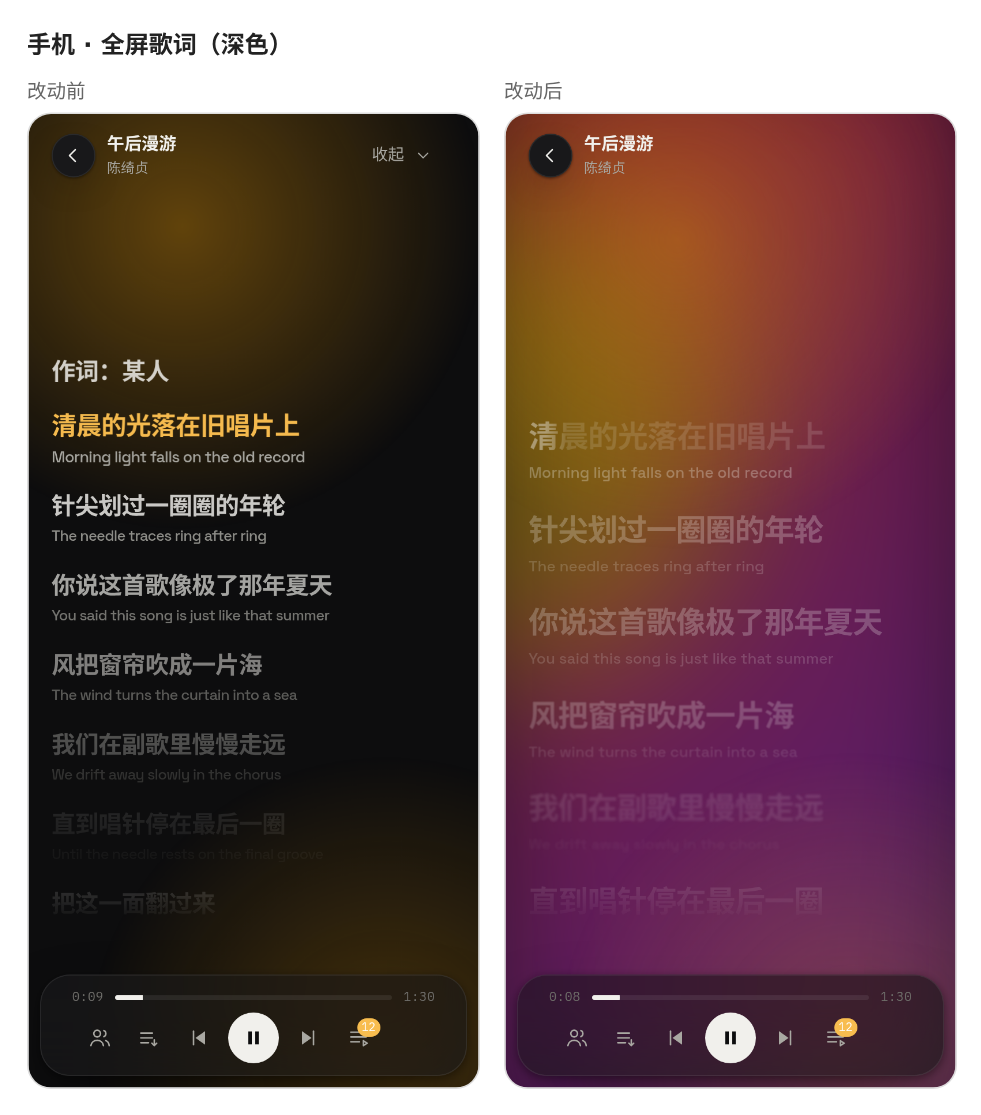 手机 · 全屏歌词（深色）
改动前
午后漫游
陈绮贞
收起
作词：某人
清晨的光落在旧唱片上
Morning light falls on the old record
针尖划过一圈圈的年轮
The needle traces ring after ring
你说这首歌像极了那年夏天
You said this song is just like that summer
风把窗帘吹成一片海
The wind turns the curtain into a sea
我们在副歌里慢慢走远
We drift away slowly in the chorus
直到唱针停在最后一圈
Until the needle rests on the final groove
把这一面翻过来
0:09
1:30
12
改动后
午后漫游
陈绮贞
清晨的光落在旧唱片上
Morning light falls on the old record
针尖划过一圈圈的年轮
The needle traces ring after ring
你说这首歌像极了那年夏天
You said this song is just like that summer
风把窗帘吹成一片海
The wind turns the curtain into a sea
我们在副歌里慢慢走远
We drift away slowly in the chorus
直到唱针停在最后一圈
0:08
1:30
12